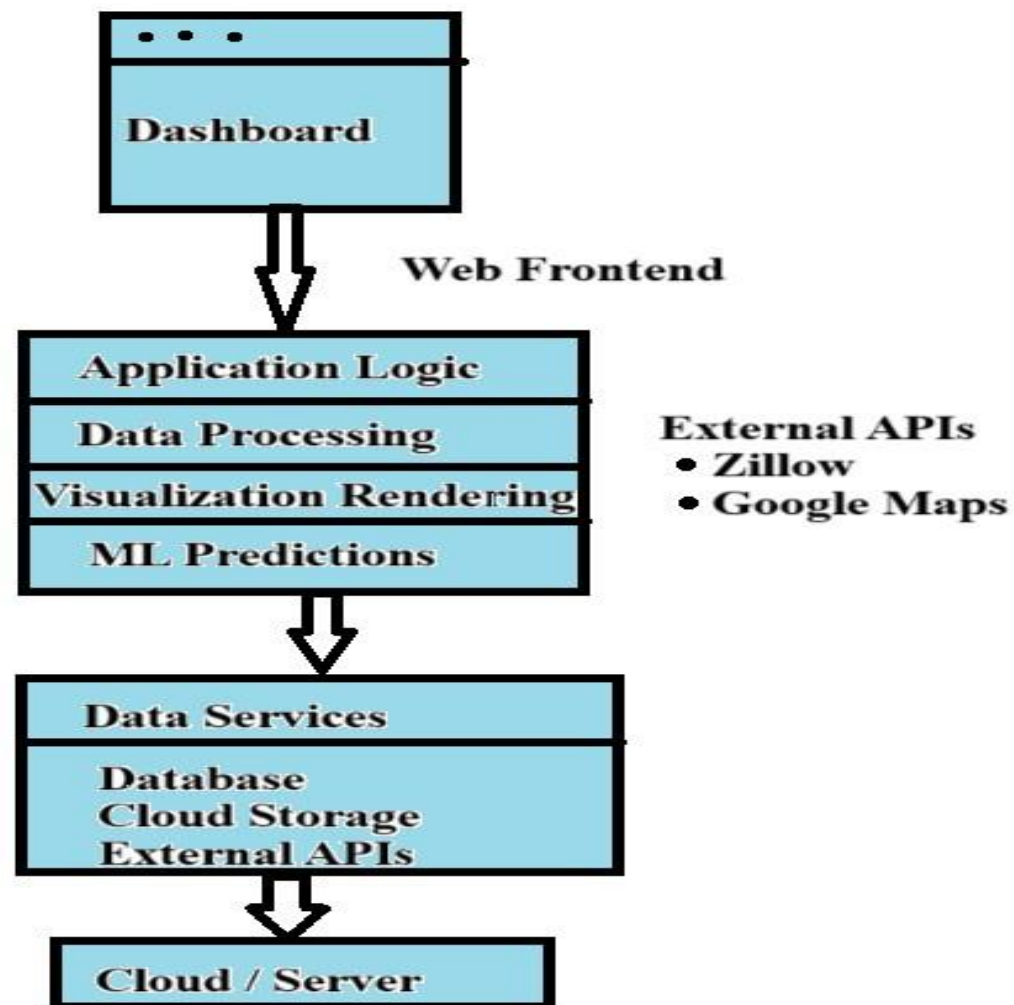 Dashboard
Web Frontend
Application Logic
Data Processing
Visualization Rendering
ML Predictions
External APIs
• Zillow
• Google Maps
Data Services
Database
Cloud Storage
External APIs
Cloud / Server